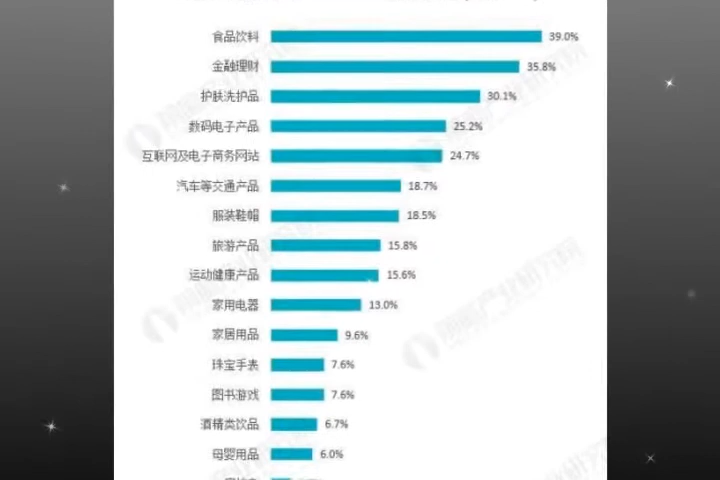 食品饮料 39.0%
金融理财 35.8%
护肤洗护品 30.1%
数码电子产品 25.2%
互联网及电子商务网站 24.7%
汽车等交通产品 18.7%
服装鞋帽 18.5%
旅游产品 15.8%
运动健康产品 15.6%
家用电器 13.0%
家居用品 9.6%
珠宝手表 7.6%
图书游戏 7.6%
酒精类饮品 6.7%
母婴用品 6.0%